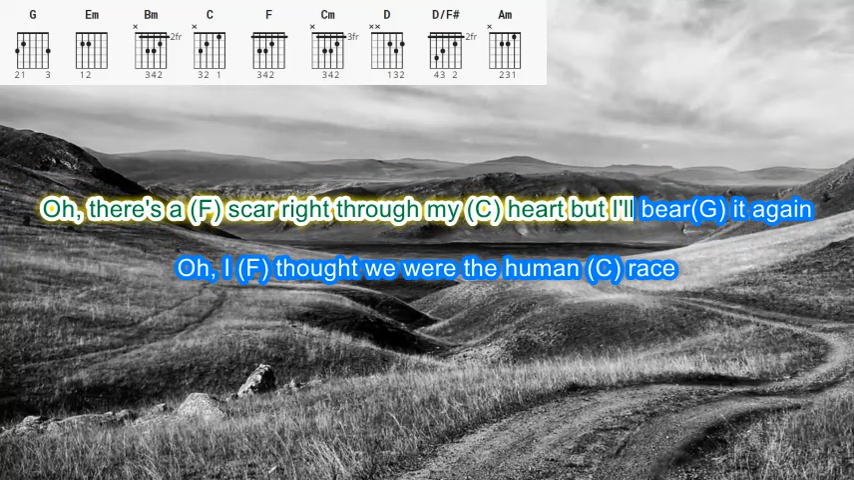 G Em Bm C F Cm D D/F# Am
× × × ×× ×
2fr 3fr 2fr
21 3 12 342 32 1 342 342 132 43 2 231
Oh, there's a (F) scar right through my (C) heart but I'll bear(G) it again
Oh, I (F) thought we were the human (C) race